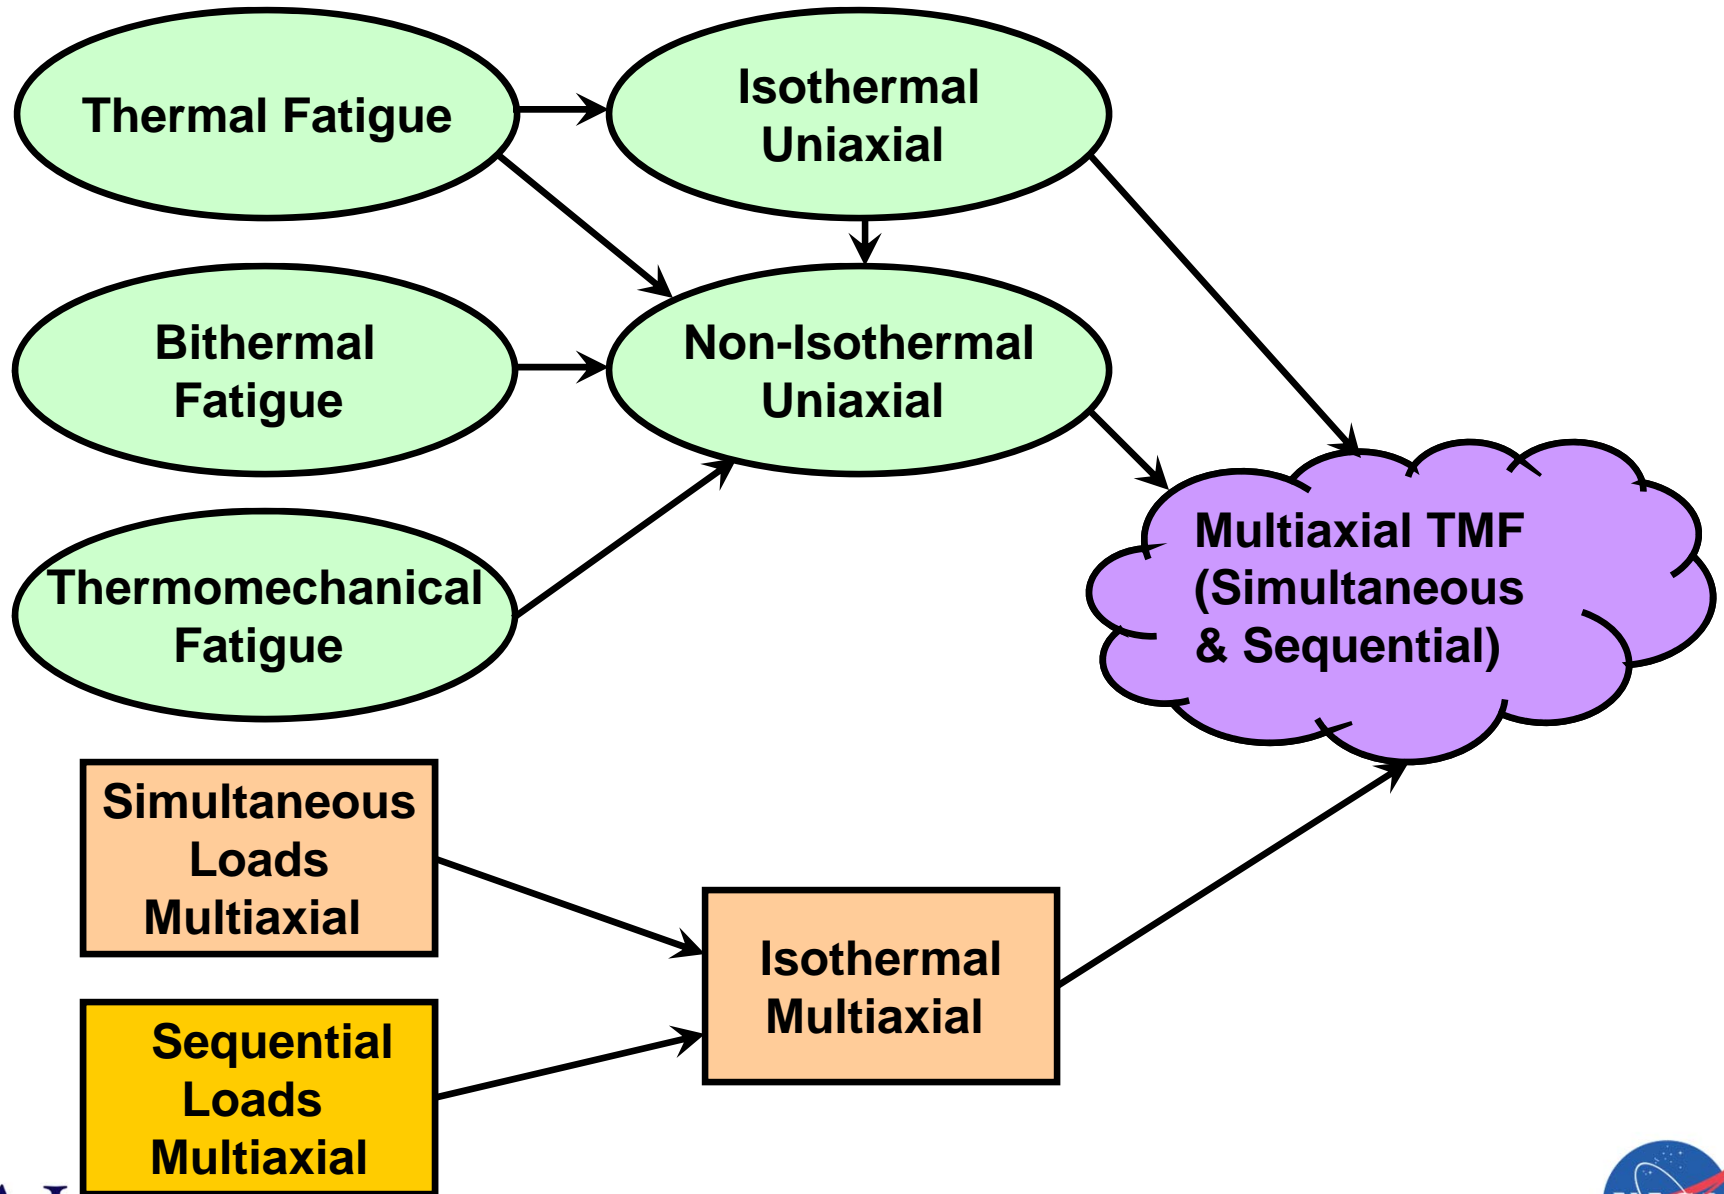 Thermal Fatigue
Isothermal
Uniaxial
Bithermal
Fatigue
Non-Isothermal
Uniaxial
Thermomechanical
Fatigue
Multiaxial TMF
(Simultaneous
& Sequential)
Simultaneous
Loads
Multiaxial
Isothermal
Multiaxial
Sequential
Loads
Multiaxial